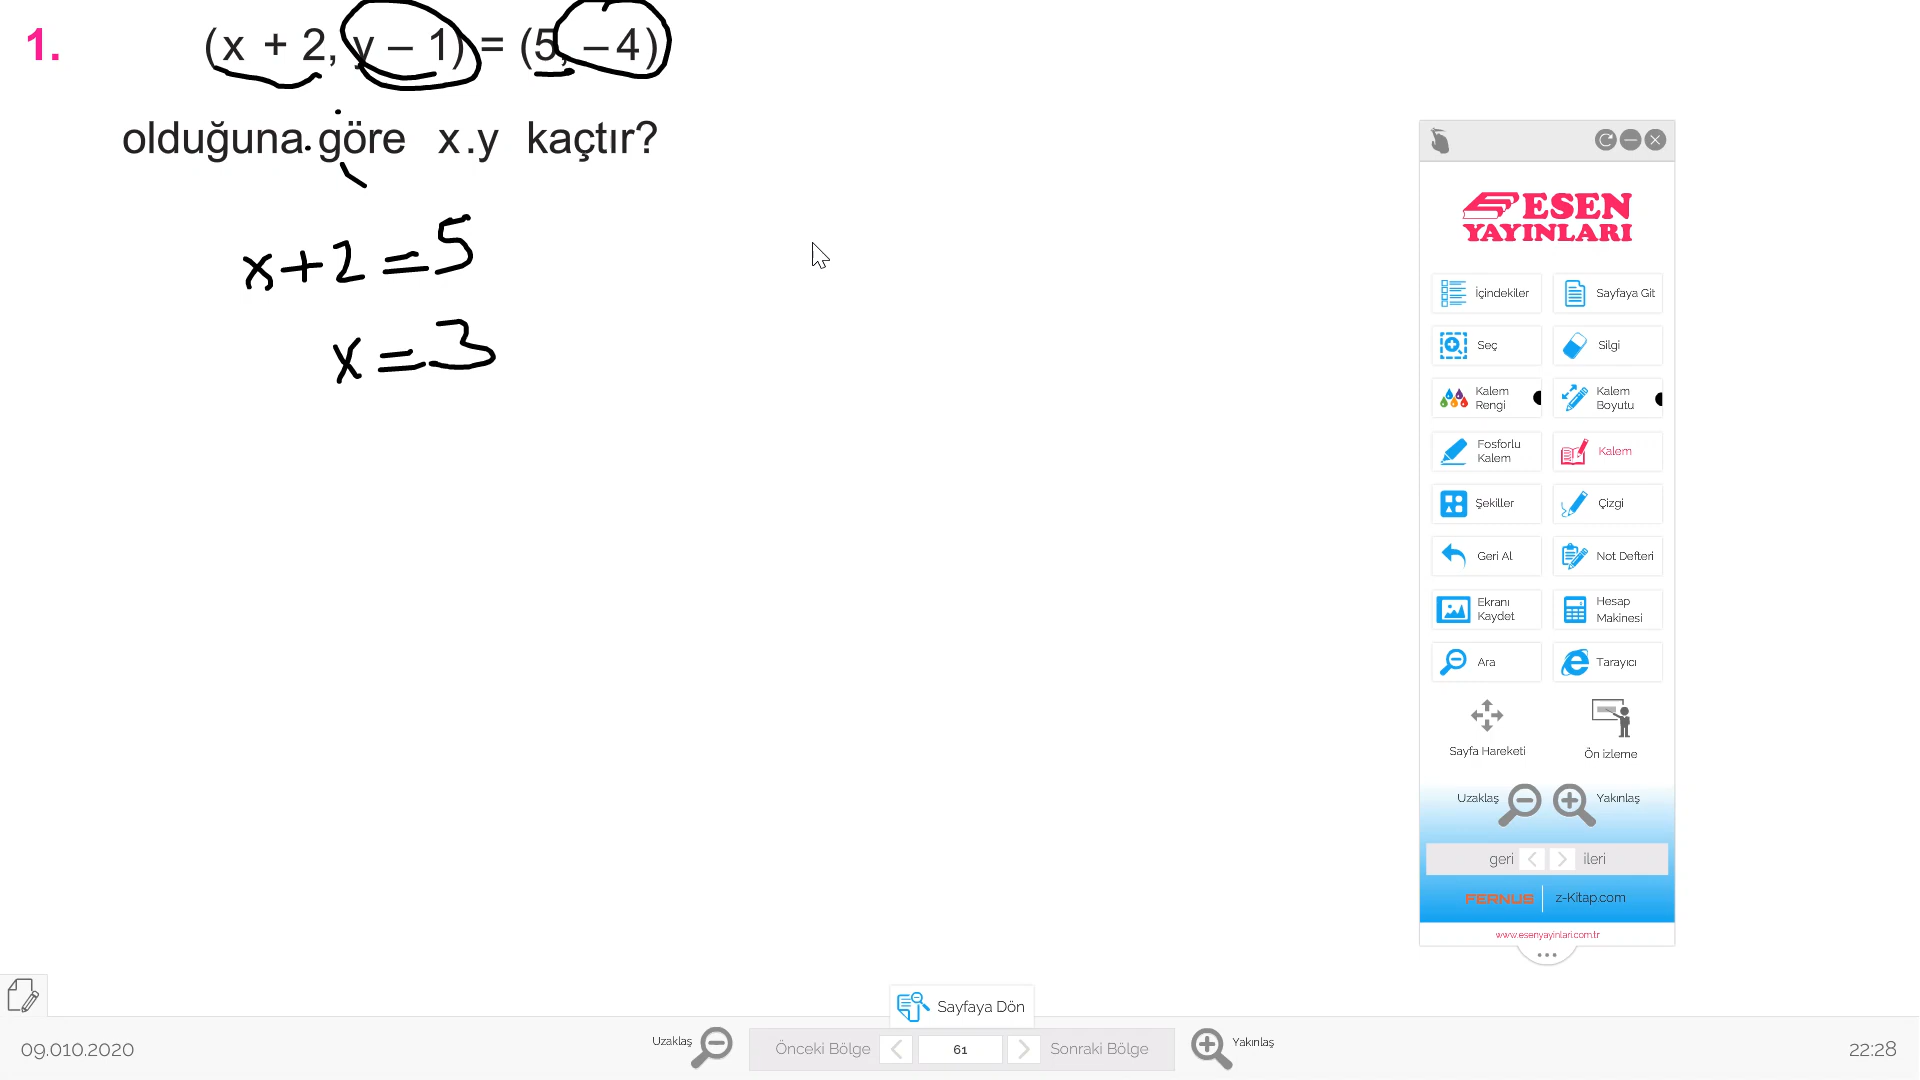 1. (x + 2, y – 1) = (5, –4)
olduğuna göre x.y kaçtır?
x+2=5
x=3
ESEN
YAYINLARI
İçindekiler
Sayfaya Git
Seç
Silgi
Kalem
Rengi
Kalem
Boyutu
Fosforlu
Kalem
Kalem
Şekiller
Çizgi
Geri Al
Not Defteri
Ekranı
Kaydet
Hesap
Makinesi
Ara
Tarayıcı
Sayfa Hareketi
Ön izleme
Uzaklaş
Yakınlaş
geri
ileri
FERNUS
z-Kitap.com
www.esenyayinlari.com.tr
Sayfaya Dön
09.010.2020
Uzaklaş
Önceki Bölge
61
Sonraki Bölge
Yakınlaş
22:28